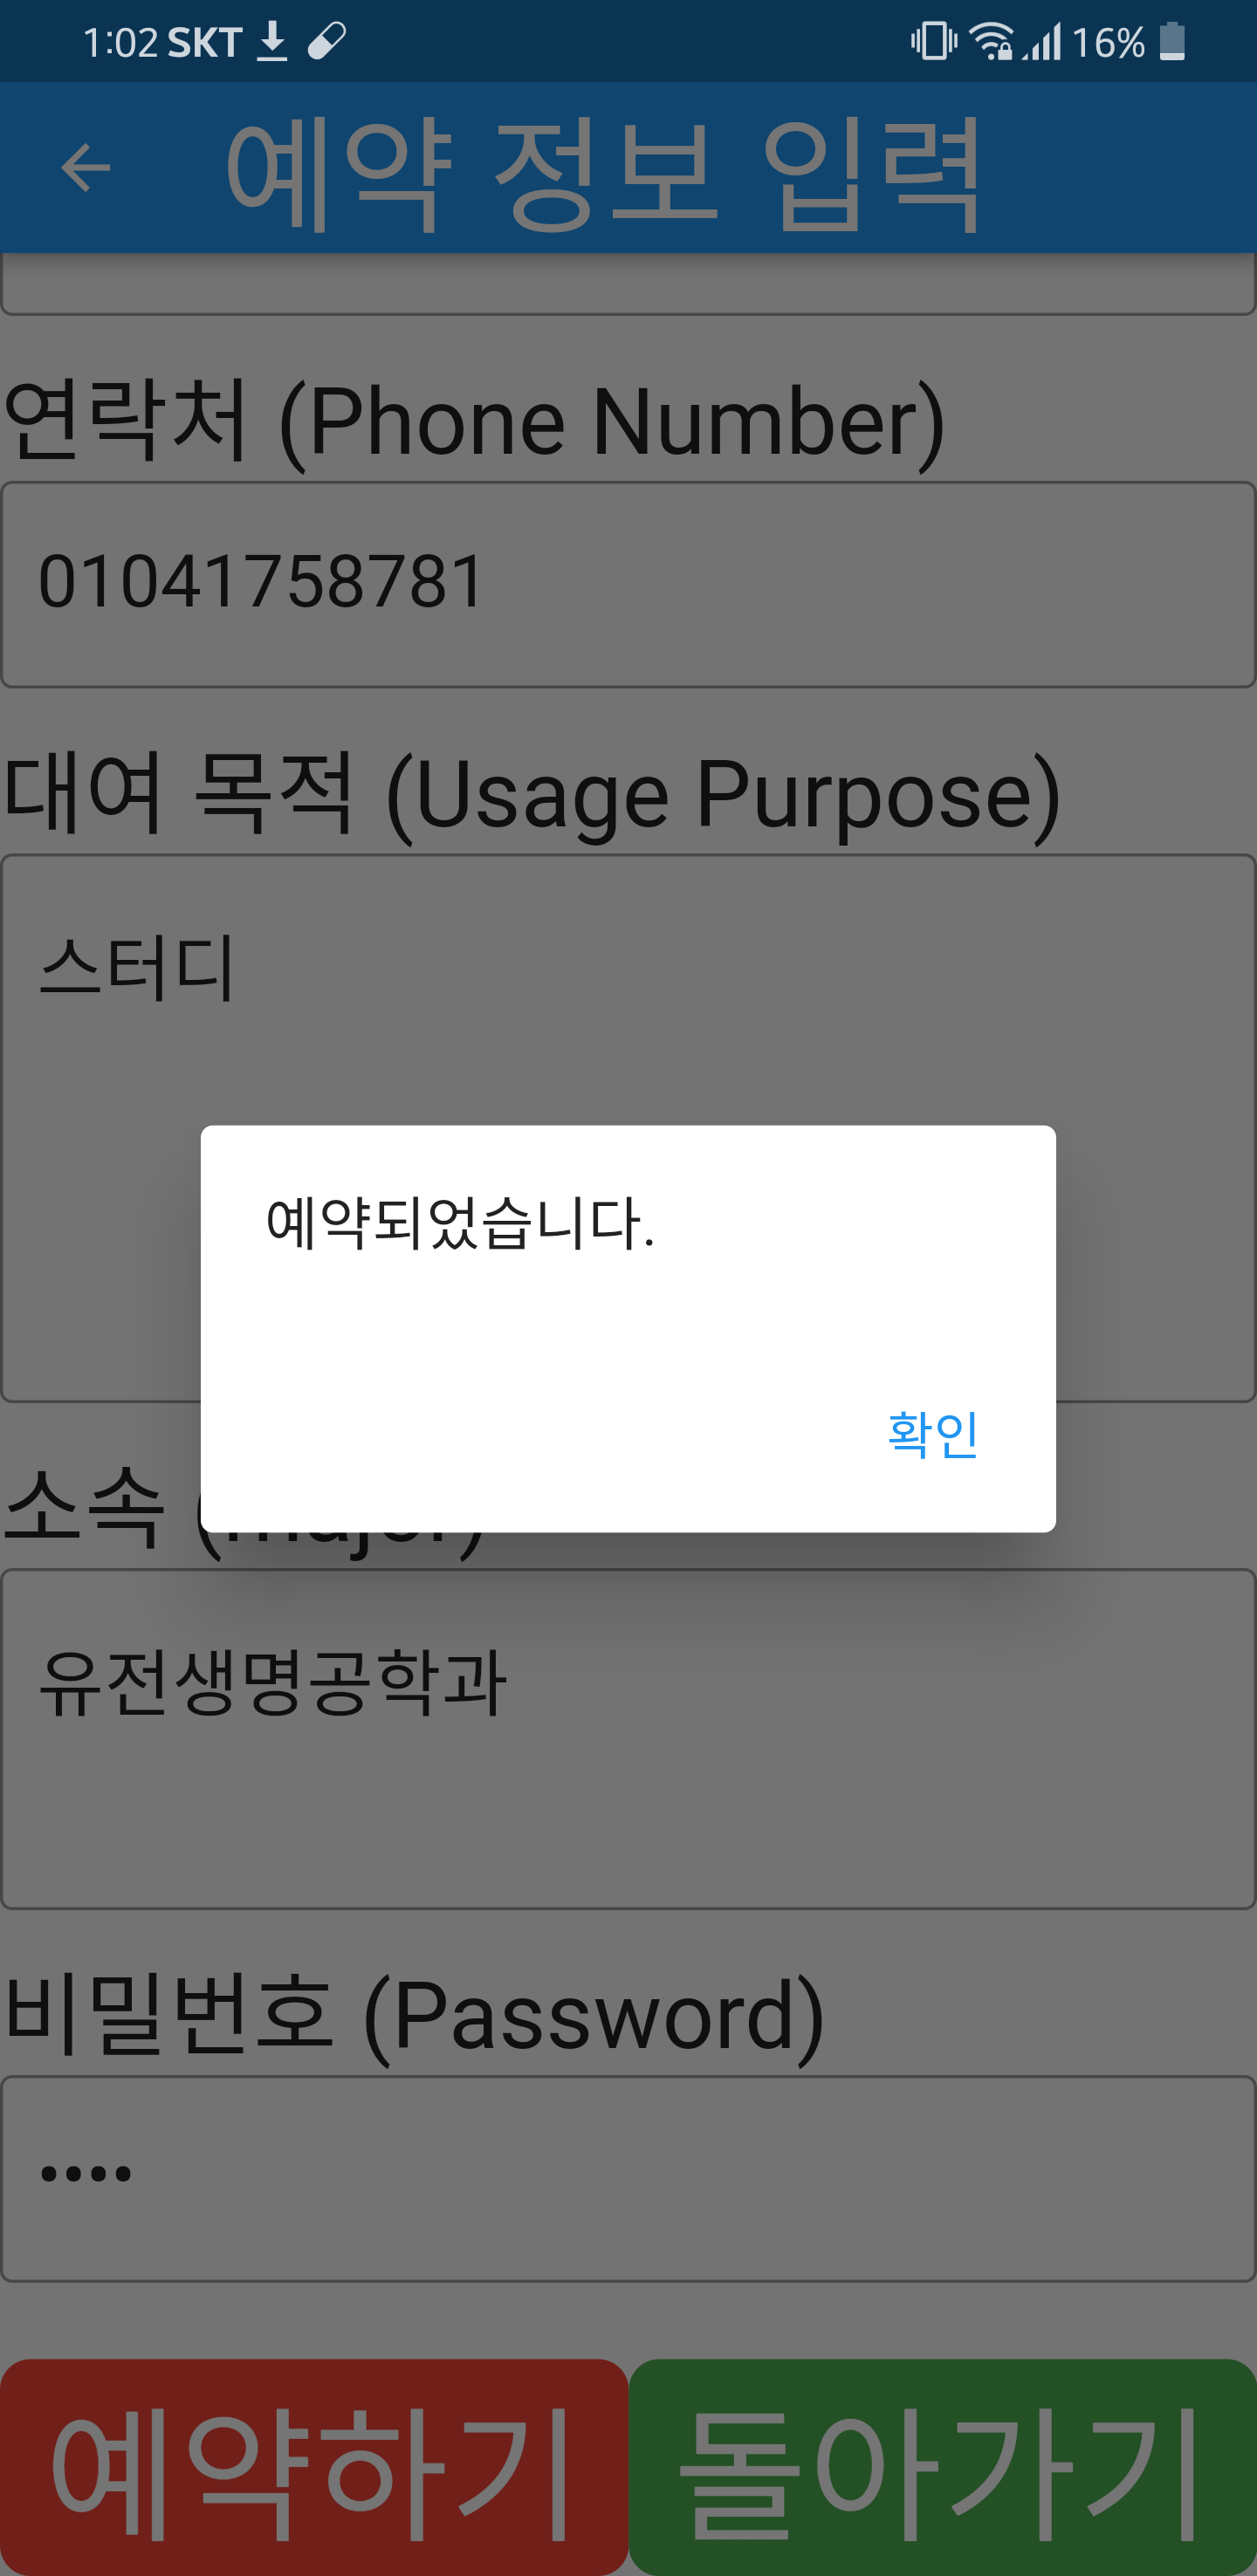 1:02 SKT 16%
예약 정보 입력
연락처 (Phone Number)
01041758781
대여 목적 (Usage Purpose)
스터디
예약되었습니다.
확인
소속 (major)
유전생명공학과
비밀번호 (Password)
••••
예약하기 돌아가기